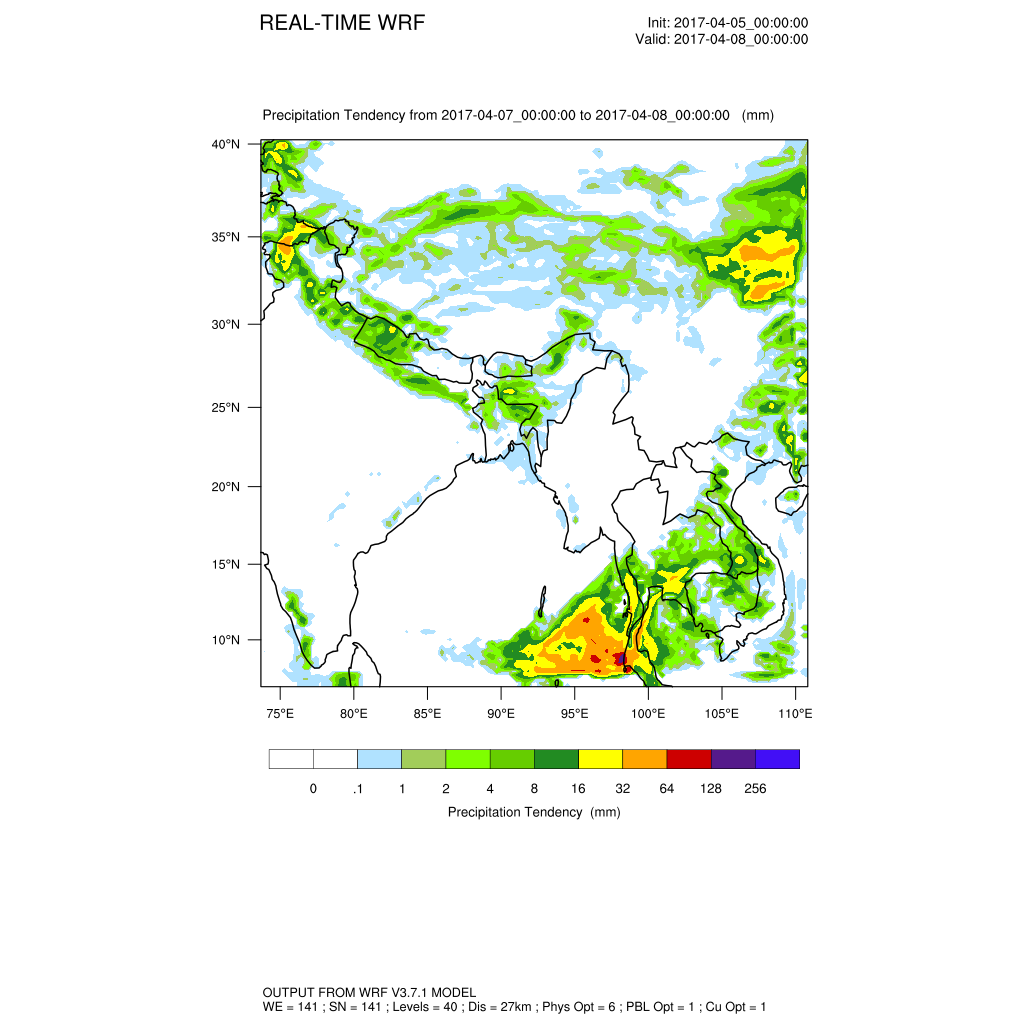 REAL-TIME WRF
Init: 2017-04-05_00:00:00
Valid: 2017-04-08_00:00:00
Precipitation Tendency from 2017-04-07_00:00:00 to 2017-04-08_00:00:00 (mm)
40°N
35°N
30°N
25°N
20°N
15°N
10°N
75°E 80°E 85°E 90°E 95°E 100°E 105°E 110°E
0 .1 1 2 4 8 16 32 64 128 256
Precipitation Tendency (mm)
OUTPUT FROM WRF V3.7.1 MODEL
WE = 141 ; SN = 141 ; Levels = 40 ; Dis = 27km ; Phys Opt = 6 ; PBL Opt = 1 ; Cu Opt = 1